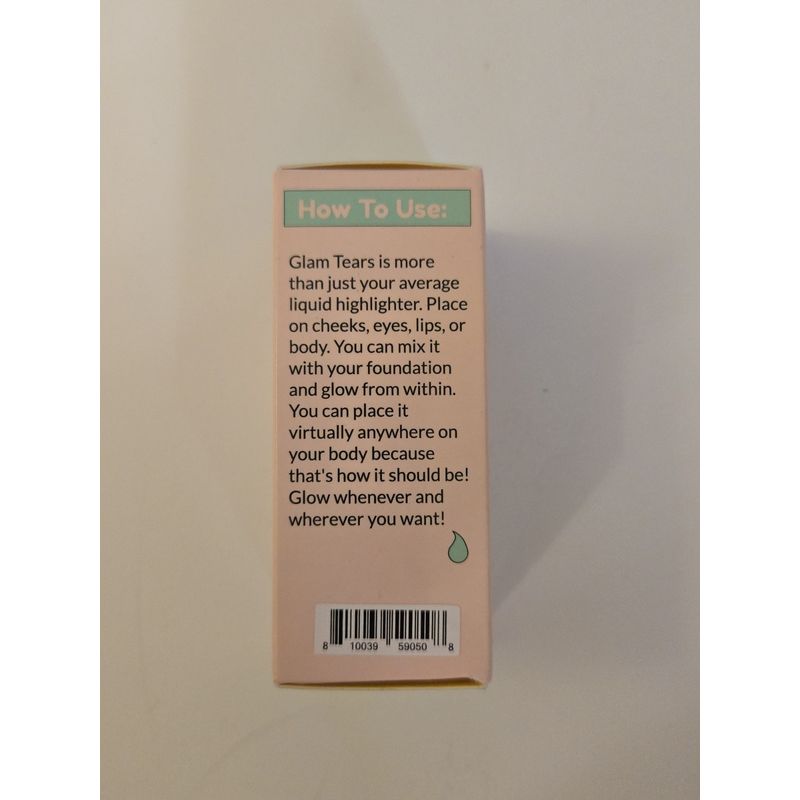 How To Use:
Glam Tears is more
than just your average
liquid highlighter. Place
on cheeks, eyes, lips, or
body. You can mix it
with your foundation
and glow from within.
You can place it
virtually anywhere on
your body because
that's how it should be!
Glow whenever and
wherever you want!
8 10039 59050 8